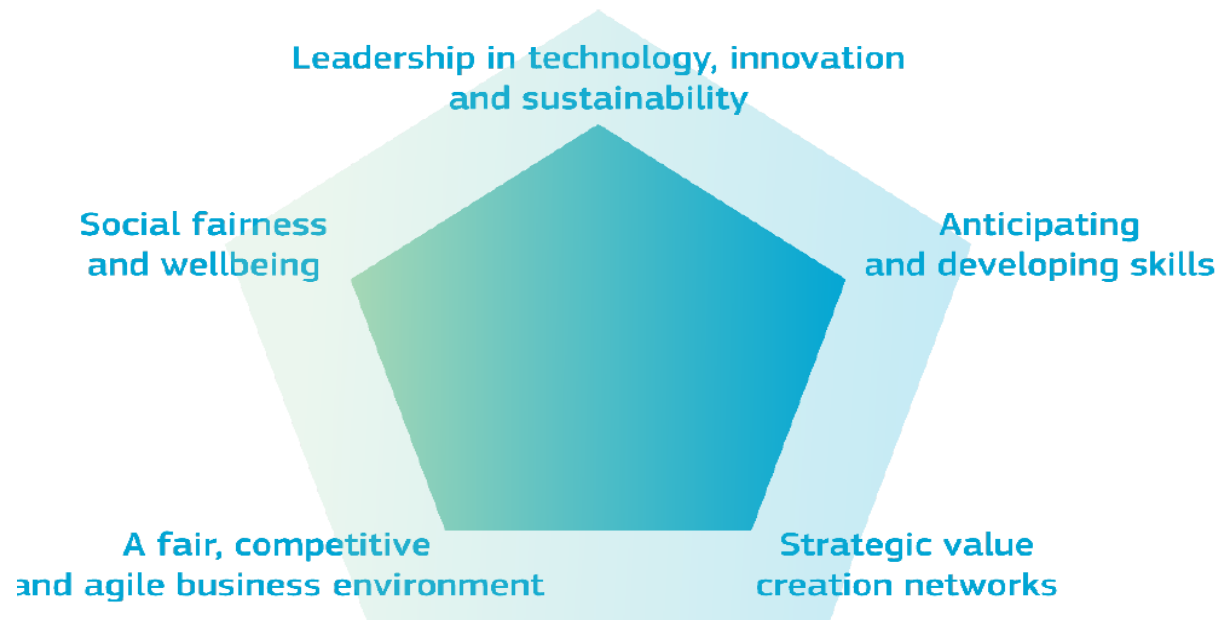 Leadership in technology, innovation
and sustainability
Social fairness
and wellbeing
Anticipating
and developing skills
A fair, competitive
and agile business environment
Strategic value
creation networks